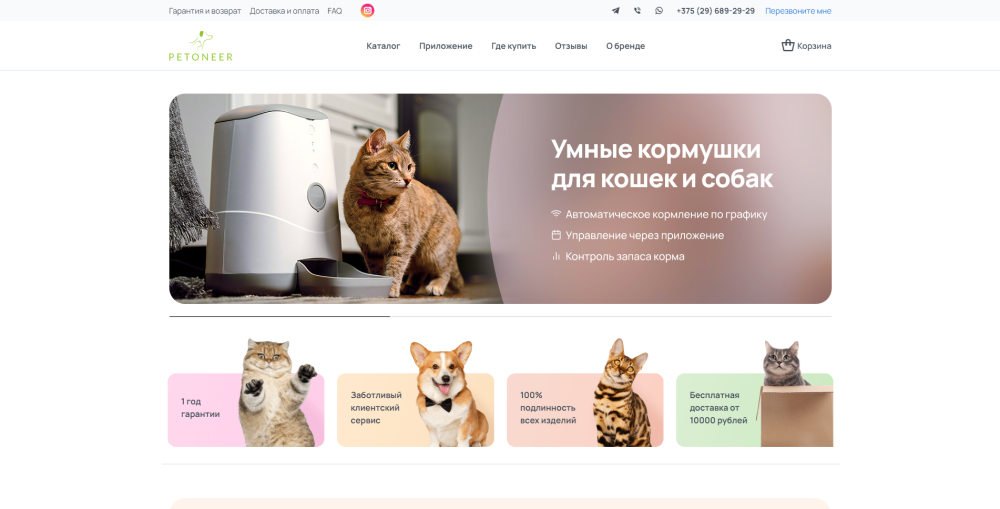 Гарантия и возврат Доставка и оплата FAQ +375 (29) 689-29-29 Перезвоните мне
PETONEER
Каталог Приложение Где купить Отзывы О бренде Корзина
Умные кормушки
для кошек и собак
Автоматическое кормление по графику
Управление через приложение
Контроль запаса корма
1 год
гарантии
Заботливый
клиентский
сервис
100%
подлинность
всех изделий
Бесплатная
доставка от
10000 рублей